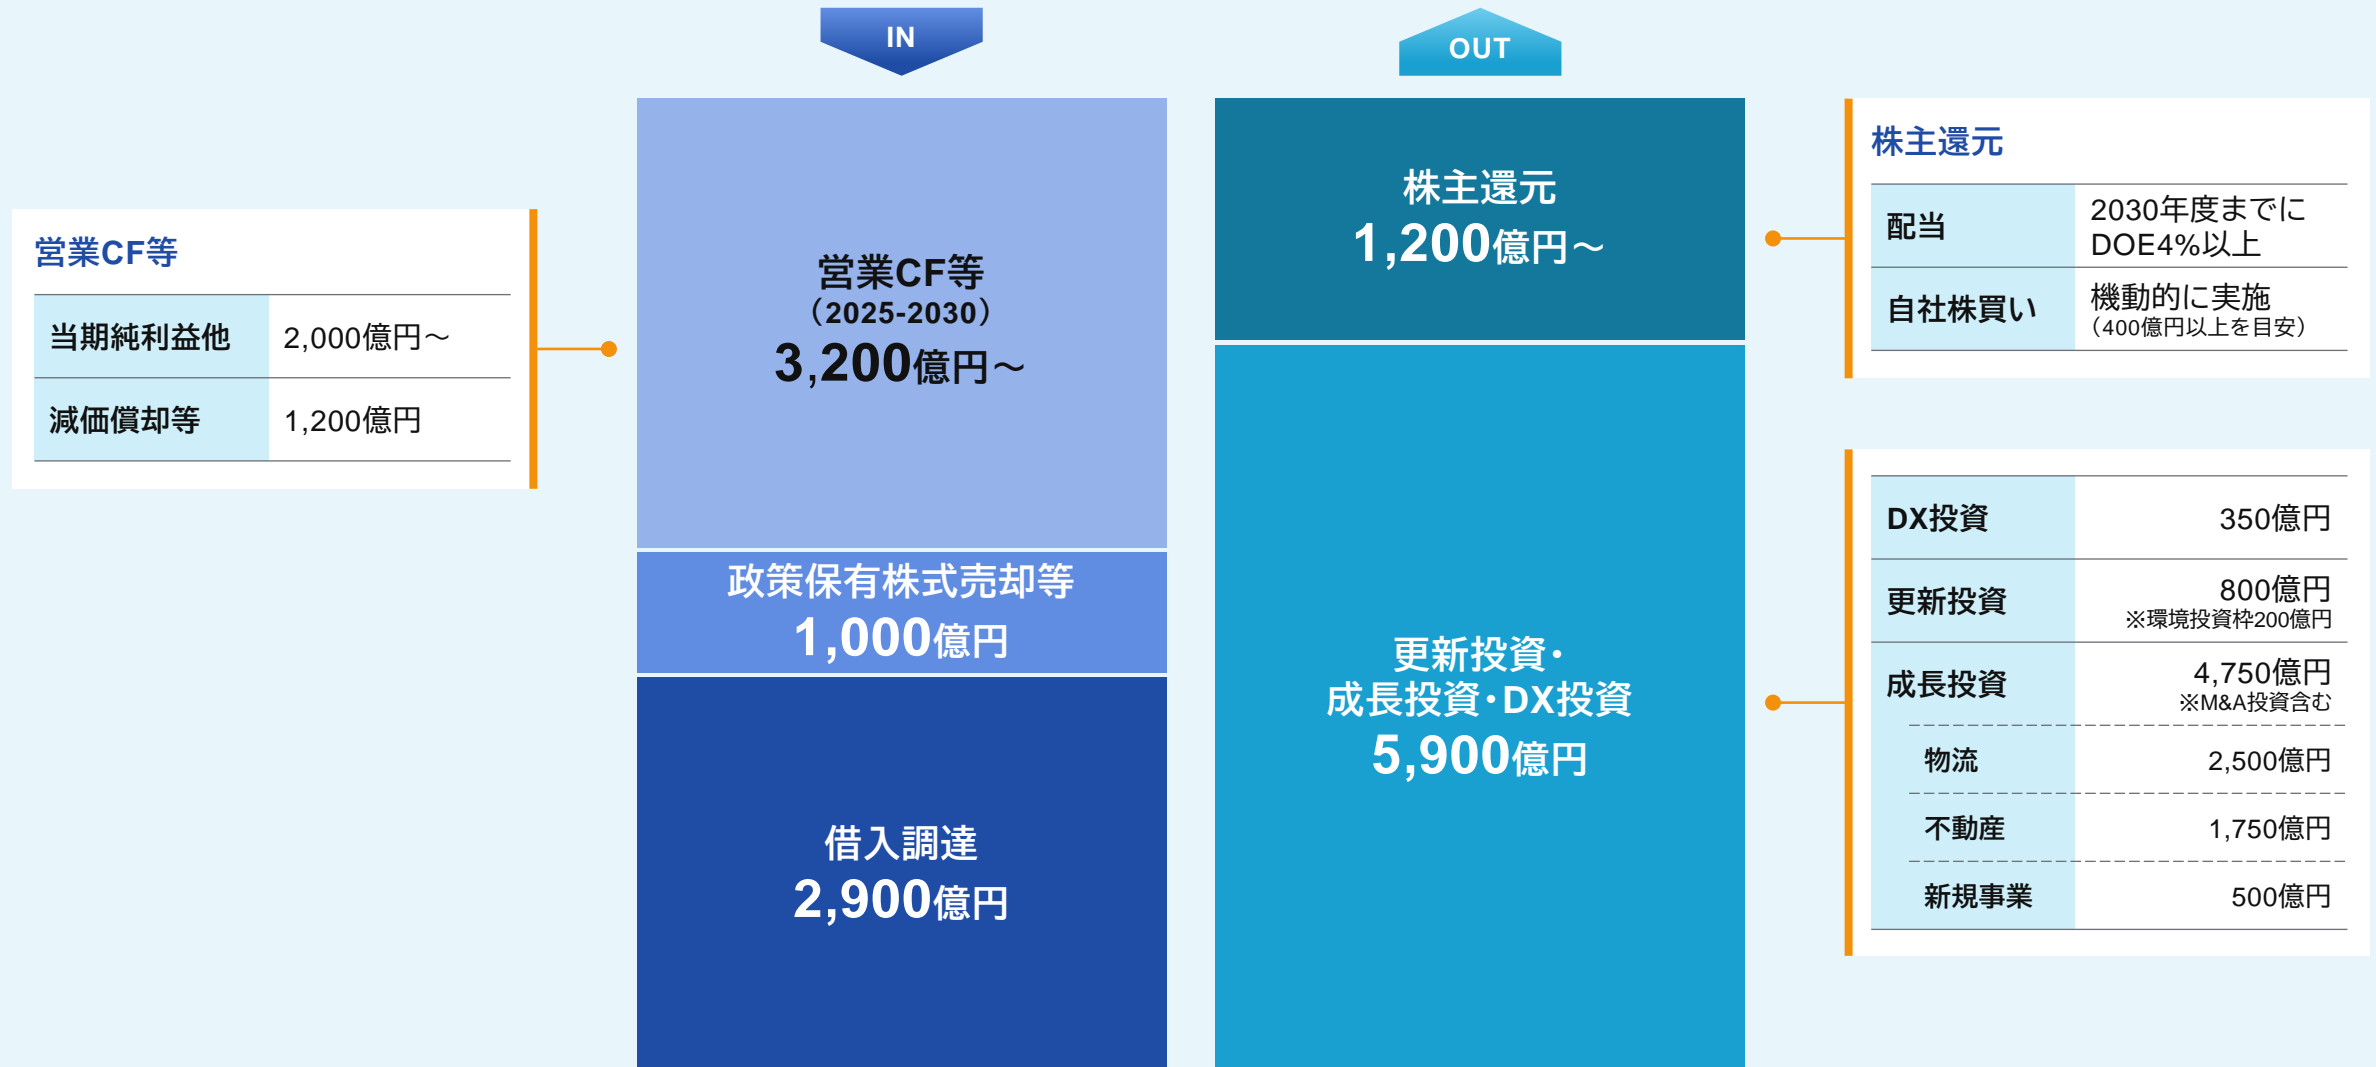 IN
OUT
営業CF等
当期純利益他 2,000億円～
減価償却等 1,200億円
営業CF等
（2025-2030）
3,200億円～
政策保有株式売却等
1,000億円
借入調達
2,900億円
株主還元
1,200億円～
更新投資・
成長投資・DX投資
5,900億円
株主還元
配当 2030年度までに
DOE4%以上
自社株買い 機動的に実施
（400億円以上を目安）
DX投資 350億円
更新投資 800億円
※環境投資枠200億円
成長投資 4,750億円
※M&A投資含む
物流 2,500億円
不動産 1,750億円
新規事業 500億円